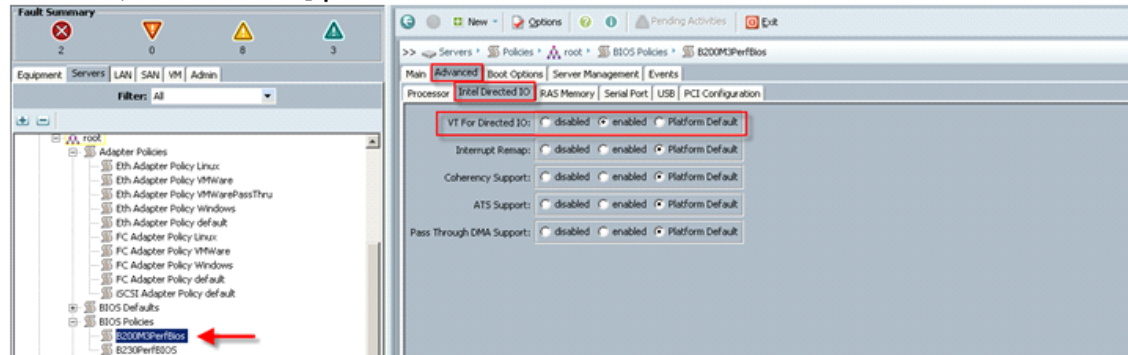 Fault Summary
2 0 8 3
Equipment Servers LAN SAN VM Admin
Filter: All
root
Adapter Policies
Eth Adapter Policy Linux
Eth Adapter Policy VMWare
Eth Adapter Policy VMWarePassThru
Eth Adapter Policy Windows
Eth Adapter Policy default
FC Adapter Policy Linux
FC Adapter Policy VMWare
FC Adapter Policy Windows
FC Adapter Policy default
iSCSI Adapter Policy default
BIOS Defaults
BIOS Policies
B200M3PerfBios
B230PerfBIOS
New Options Pending Activities Exit
>> Servers Policies root BIOS Policies B200M3PerfBios
Main Advanced Boot Options Server Management Events
Processor Intel Directed IO RAS Memory Serial Port USB PCI Configuration
VT For Directed IO: disabled enabled Platform Default
Interrupt Remap: disabled enabled Platform Default
Coherency Support: disabled enabled Platform Default
ATS Support: disabled enabled Platform Default
Pass Through DMA Support: disabled enabled Platform Default